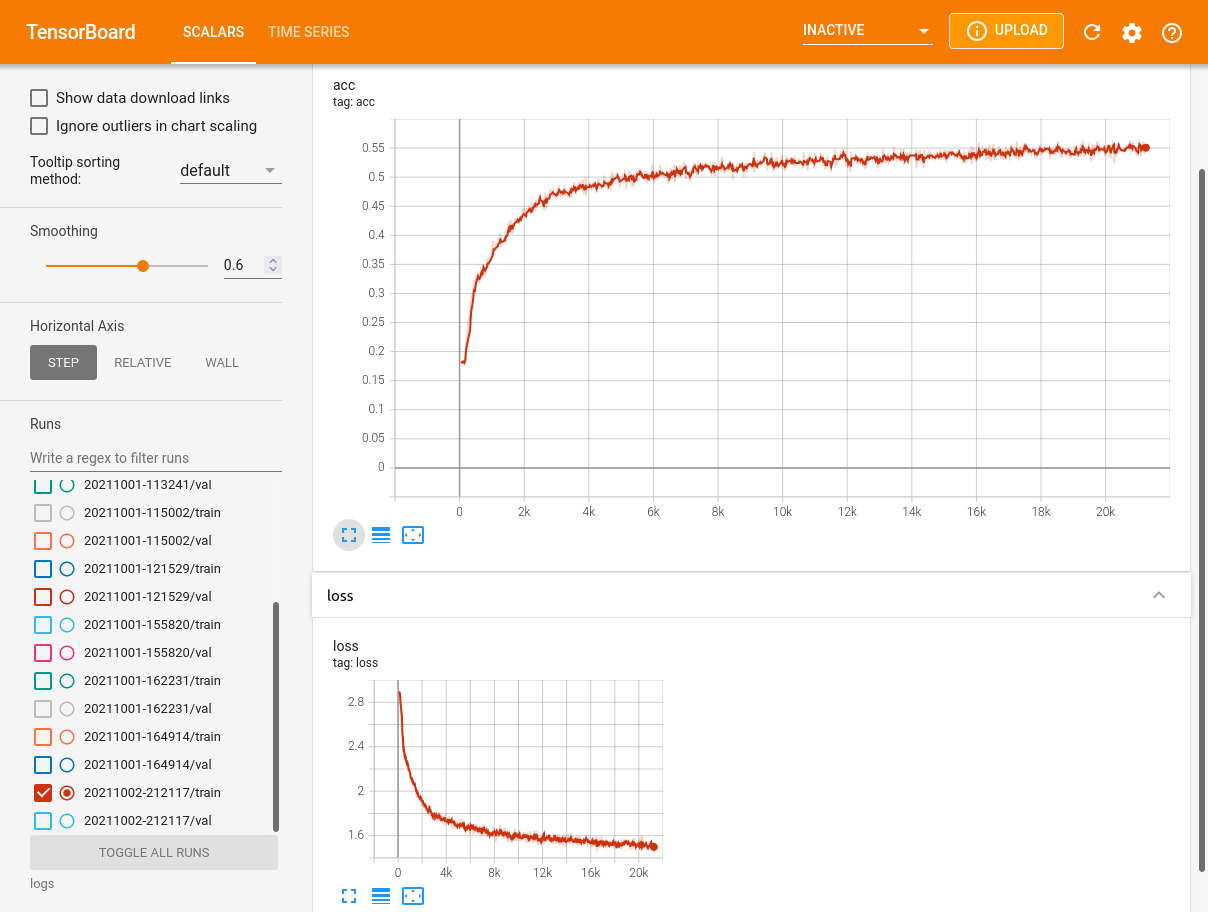 TensorBoard
SCALARS
TIME SERIES
INACTIVE
UPLOAD
Show data download links
Ignore outliers in chart scaling
Tooltip sorting
method:
default
Smoothing
0.6
Horizontal Axis
STEP
RELATIVE
WALL
Runs
Write a regex to filter runs
20211001-113241/val
20211001-115002/train
20211001-115002/val
20211001-121529/train
20211001-121529/val
20211001-155820/train
20211001-155820/val
20211001-162231/train
20211001-162231/val
20211001-164914/train
20211001-164914/val
20211002-212117/train
20211002-212117/val
TOGGLE ALL RUNS
logs
acc
tag: acc
0.55
0.5
0.45
0.4
0.35
0.3
0.25
0.2
0.15
0.1
0.05
0
0 2k 4k 6k 8k 10k 12k 14k 16k 18k 20k
loss
loss
tag: loss
2.8
2.4
2
1.6
0 4k 8k 12k 16k 20k